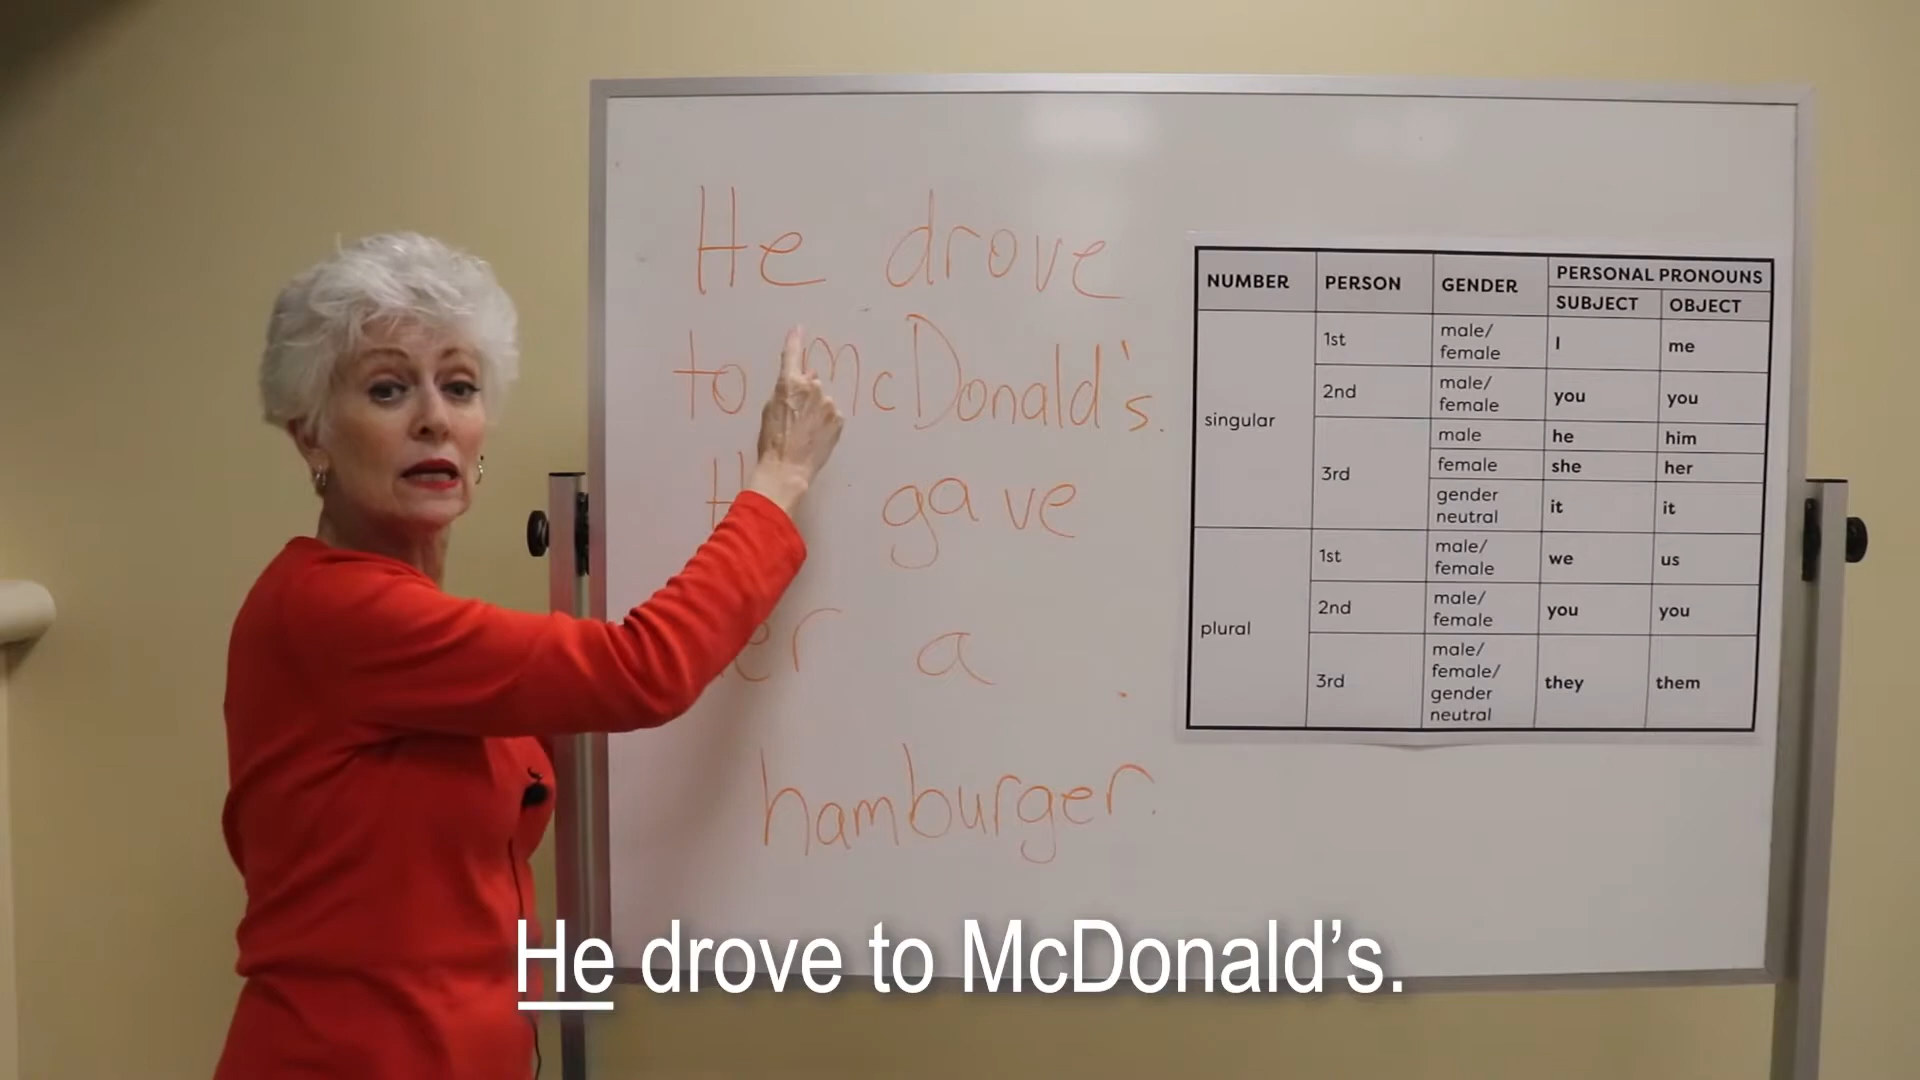 He drove
to McDonald's.
gave
er a
hamburger.
NUMBER PERSON GENDER PERSONAL PRONOUNS
SUBJECT OBJECT
singular
1st male/ female I me
2nd male/ female you you
3rd
male he him
female she her
gender neutral it it
plural
1st male/ female we us
2nd male/ female you you
3rd male/ female/ gender neutral they them
He drove to McDonald’s.